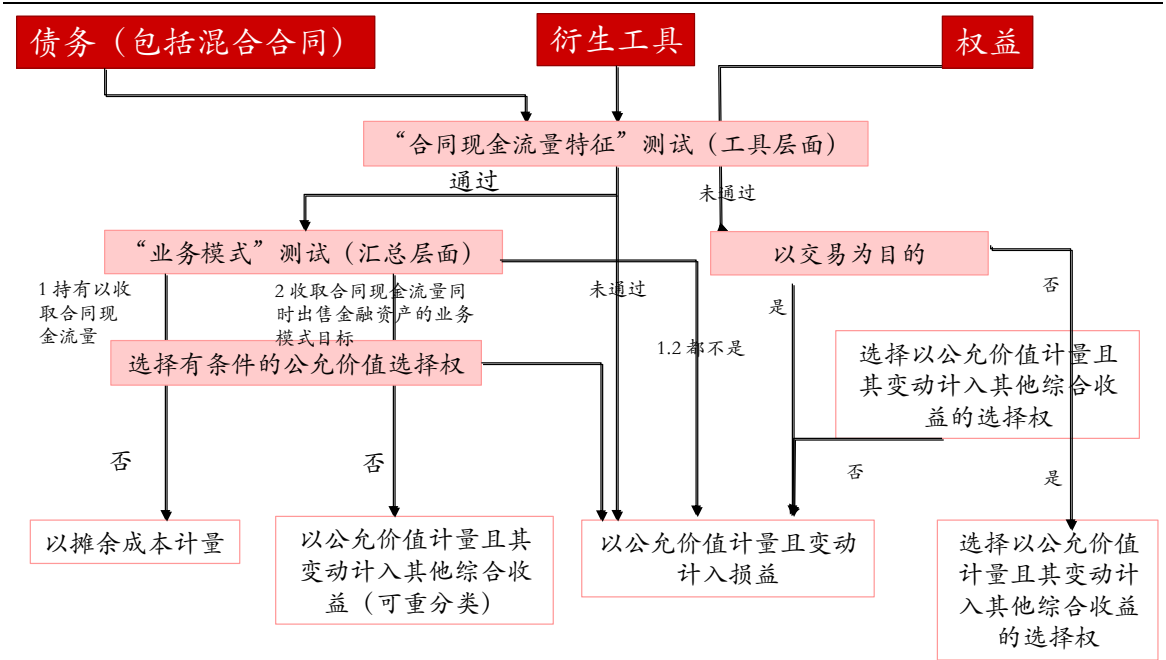 债务（包括混合合同）
衍生工具
权益
“合同现金流量特征”测试（工具层面）
通过
未通过
“业务模式”测试（汇总层面）
以交易为目的
1 持有以收
取合同现
金流量
2 收取合同现金流量同
时出售金融资产的业务
模式目标
未通过
是
否
1.2 都不是
选择有条件的公允价值选择权
选择以公允价值计量且
其变动计入其他综合收
益的选择权
否
否
否
是
以摊余成本计量
以公允价值计量且其
变动计入其他综合收
益（可重分类）
以公允价值计量且变动
计入损益
选择以公允价值
计量且其变动计
入其他综合收益
的选择权